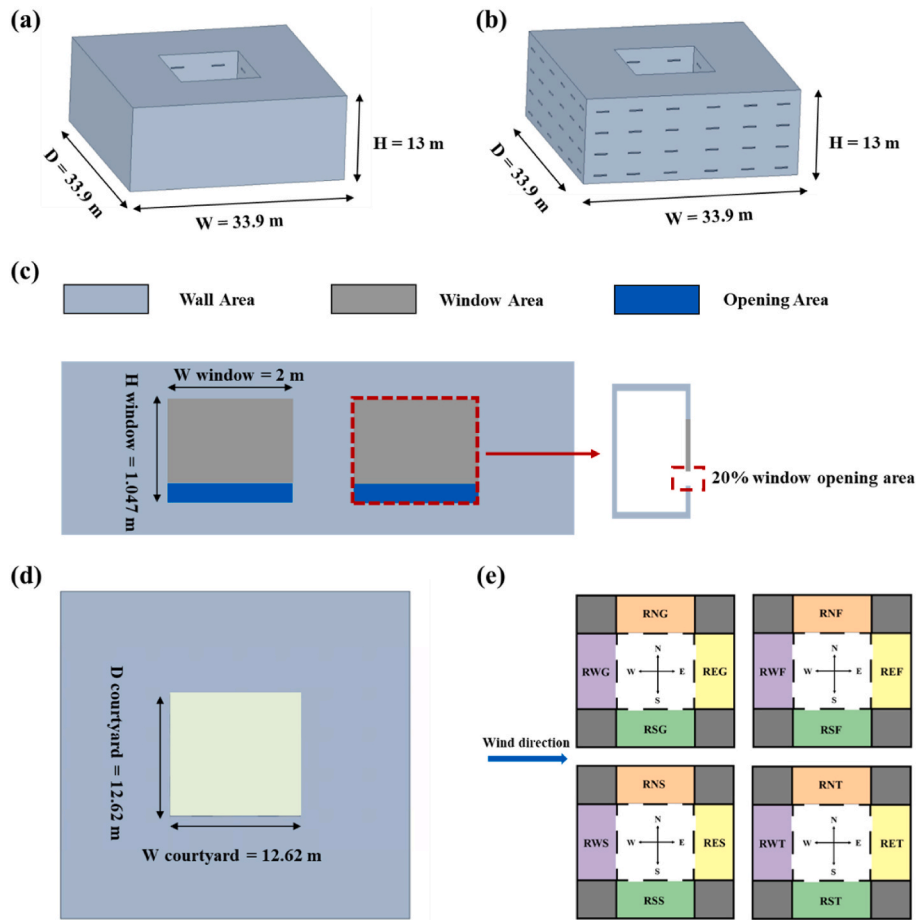 (a)
(b)
D = 33.9 m
W = 33.9 m
H = 13 m
D = 33.9 m
W = 33.9 m
H = 13 m
(c)
Wall Area
Window Area
Opening Area
W window = 2 m
H window = 1.047 m
20% window opening area
(d)
D courtyard = 12.62 m
W courtyard = 12.62 m
(e)
Wind direction
RNG
RWG
N
W
E
S
REG
RSG
RNF
RWF
N
W
E
S
REF
RSF
RNS
RWS
N
W
E
S
RES
RSS
RNT
RWT
N
W
E
S
RET
RST